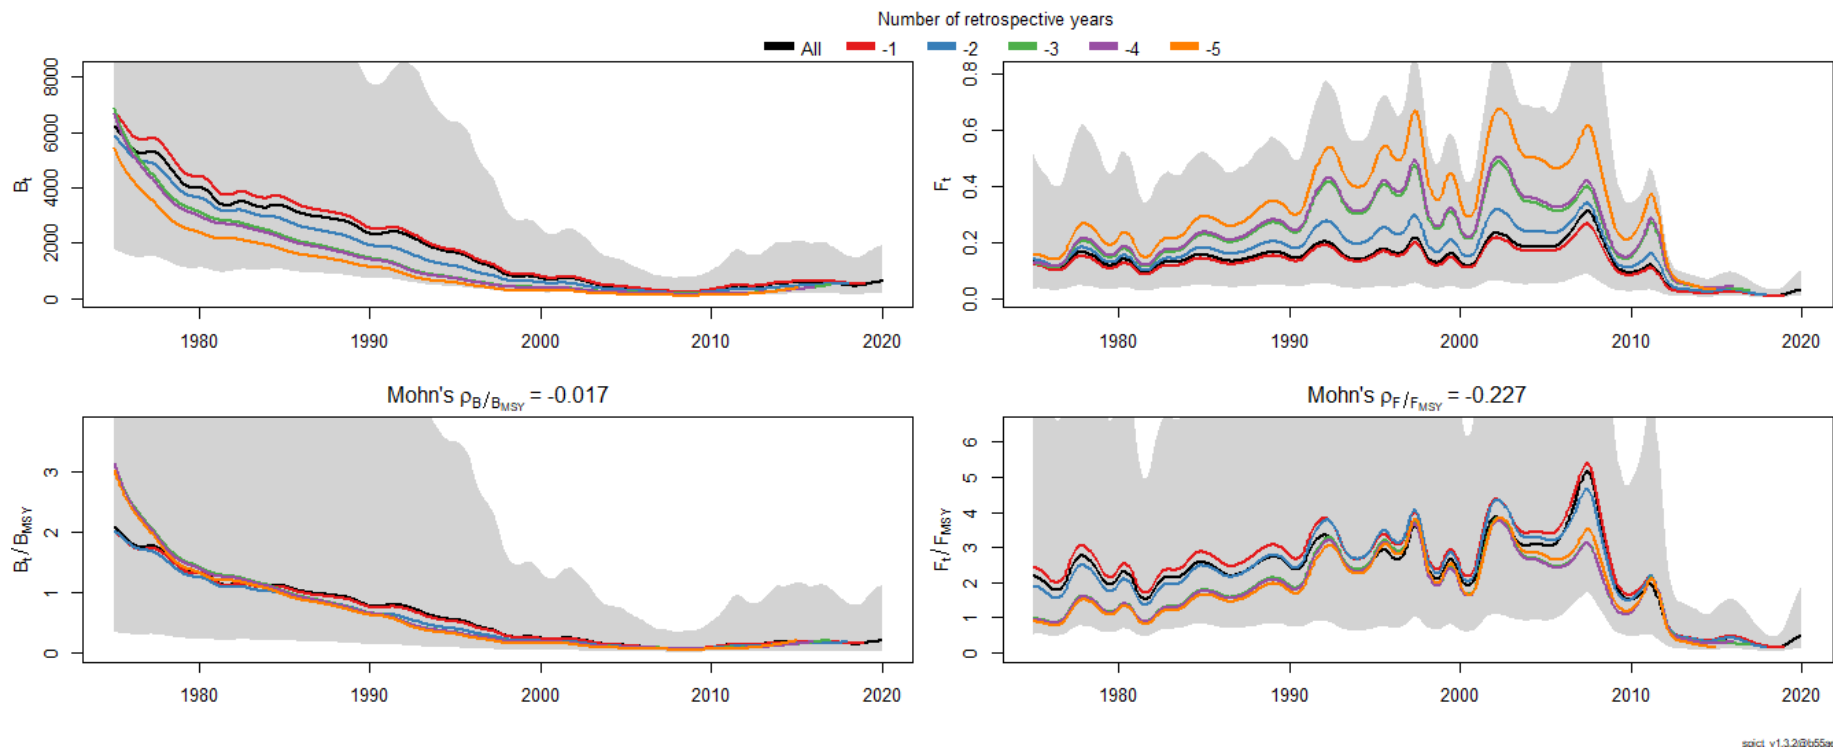 Number of retrospective years
All -1 -2 -3 -4 -5
Bt
0 2000 4000 6000 8000
1980 1990 2000 2010 2020
Ft
0.0 0.2 0.4 0.6 0.8
1980 1990 2000 2010 2020
Mohn's ρB/BMSY = -0.017
Bt/BMSY
0 1 2 3
1980 1990 2000 2010 2020
Mohn's ρF/FMSY = -0.227
Ft/FMSY
0 1 2 3 4 5 6
1980 1990 2000 2010 2020